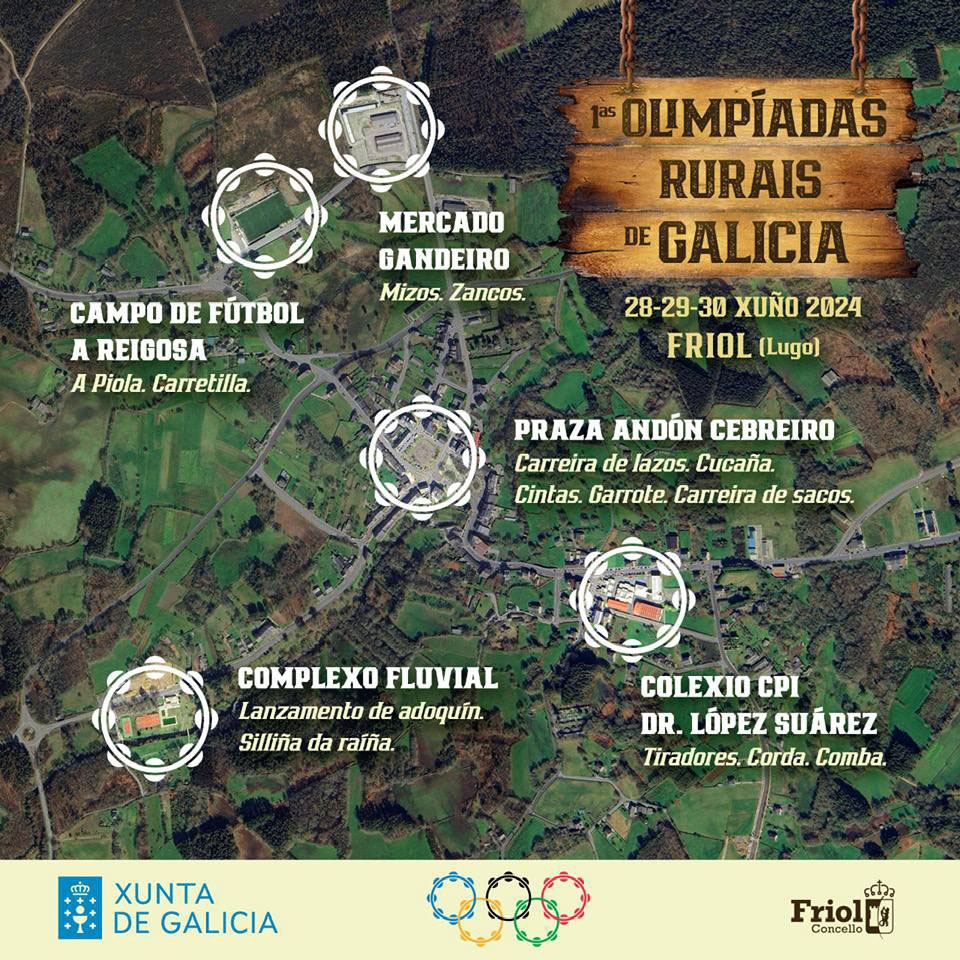 1as OLIMPÍADAS
RURAIS
DE GALICIA
28-29-30 XUÑO 2024
FRIOL (Lugo)
MERCADO
GANDEIRO
Mizos. Zancos.
CAMPO DE FÚTBOL
A REIGOSA
A Piola. Carretilla.
PRAZA ANDÓN CEBREIRO
Carreira de lazos. Cucaña.
Cintas. Garrote. Carreira de sacos.
COMPLEXO FLUVIAL
Lanzamento de adoquín.
Silliña da raíña.
COLEXIO CPI
DR. LÓPEZ SUÁREZ
Tiradores. Corda. Comba.
XUNTA
DE GALICIA
Friol
Concello